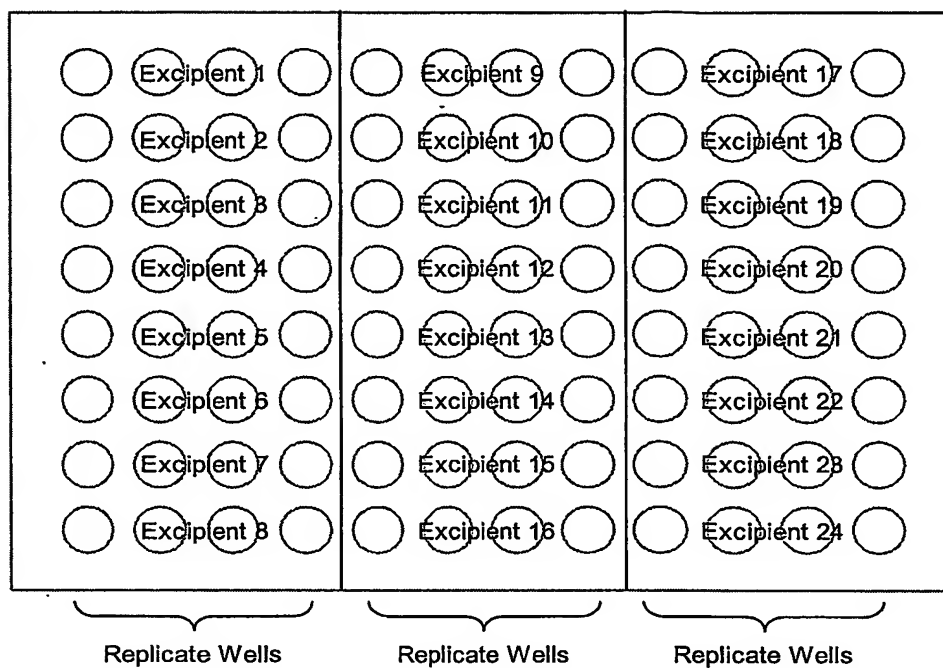 Excipient 1 Excipient 9 Excipient 17
Excipient 2 Excipient 10 Excipient 18
Excipient 3 Excipient 11 Excipient 19
Excipient 4 Excipient 12 Excipient 20
Excipient 5 Excipient 13 Excipient 21
Excipient 6 Excipient 14 Excipient 22
Excipient 7 Excipient 15 Excipient 23
Excipient 8 Excipient 16 Excipient 24
Replicate Wells Replicate Wells Replicate Wells